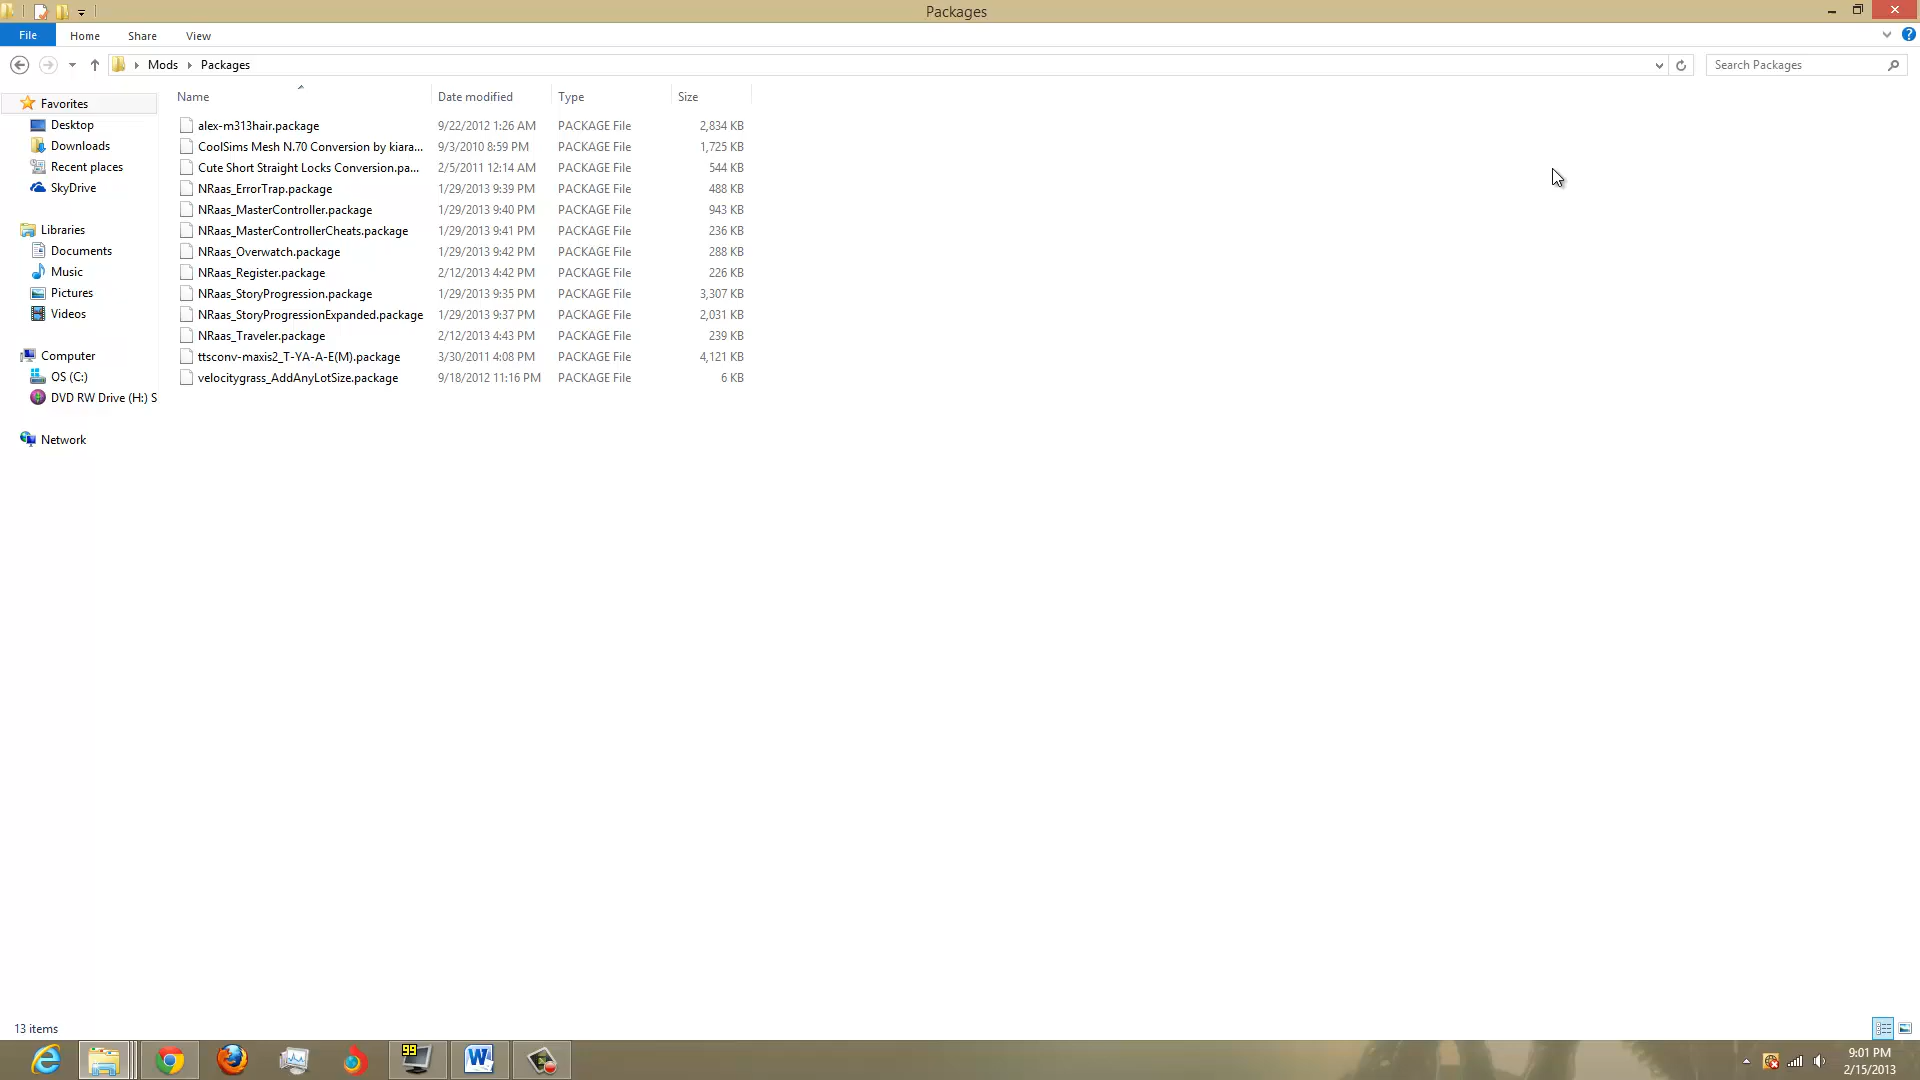 Packages
File Home Share View
Mods Packages Search Packages
Name Date modified Type Size
Favorites
Desktop
Downloads
Recent places
SkyDrive
Libraries
Documents
Music
Pictures
Videos
Computer
OS (C:)
DVD RW Drive (H:) S
Network
alex-m313hair.package 9/22/2012 1:26 AM PACKAGE File 2,834 KB
CoolSims Mesh N.70 Conversion by kiara... 9/3/2010 8:59 PM PACKAGE File 1,725 KB
Cute Short Straight Locks Conversion.pa... 2/5/2011 12:14 AM PACKAGE File 544 KB
NRaas_ErrorTrap.package 1/29/2013 9:39 PM PACKAGE File 488 KB
NRaas_MasterController.package 1/29/2013 9:40 PM PACKAGE File 943 KB
NRaas_MasterControllerCheats.package 1/29/2013 9:41 PM PACKAGE File 236 KB
NRaas_Overwatch.package 1/29/2013 9:42 PM PACKAGE File 288 KB
NRaas_Register.package 2/12/2013 4:42 PM PACKAGE File 226 KB
NRaas_StoryProgression.package 1/29/2013 9:35 PM PACKAGE File 3,307 KB
NRaas_StoryProgressionExpanded.package 1/29/2013 9:37 PM PACKAGE File 2,031 KB
NRaas_Traveler.package 2/12/2013 4:43 PM PACKAGE File 239 KB
ttsconv-maxis2_T-YA-A-E(M).package 3/30/2011 4:08 PM PACKAGE File 4,121 KB
velocitygrass_AddAnyLotSize.package 9/18/2012 11:16 PM PACKAGE File 6 KB
13 items
99
9:01 PM
2/15/2013